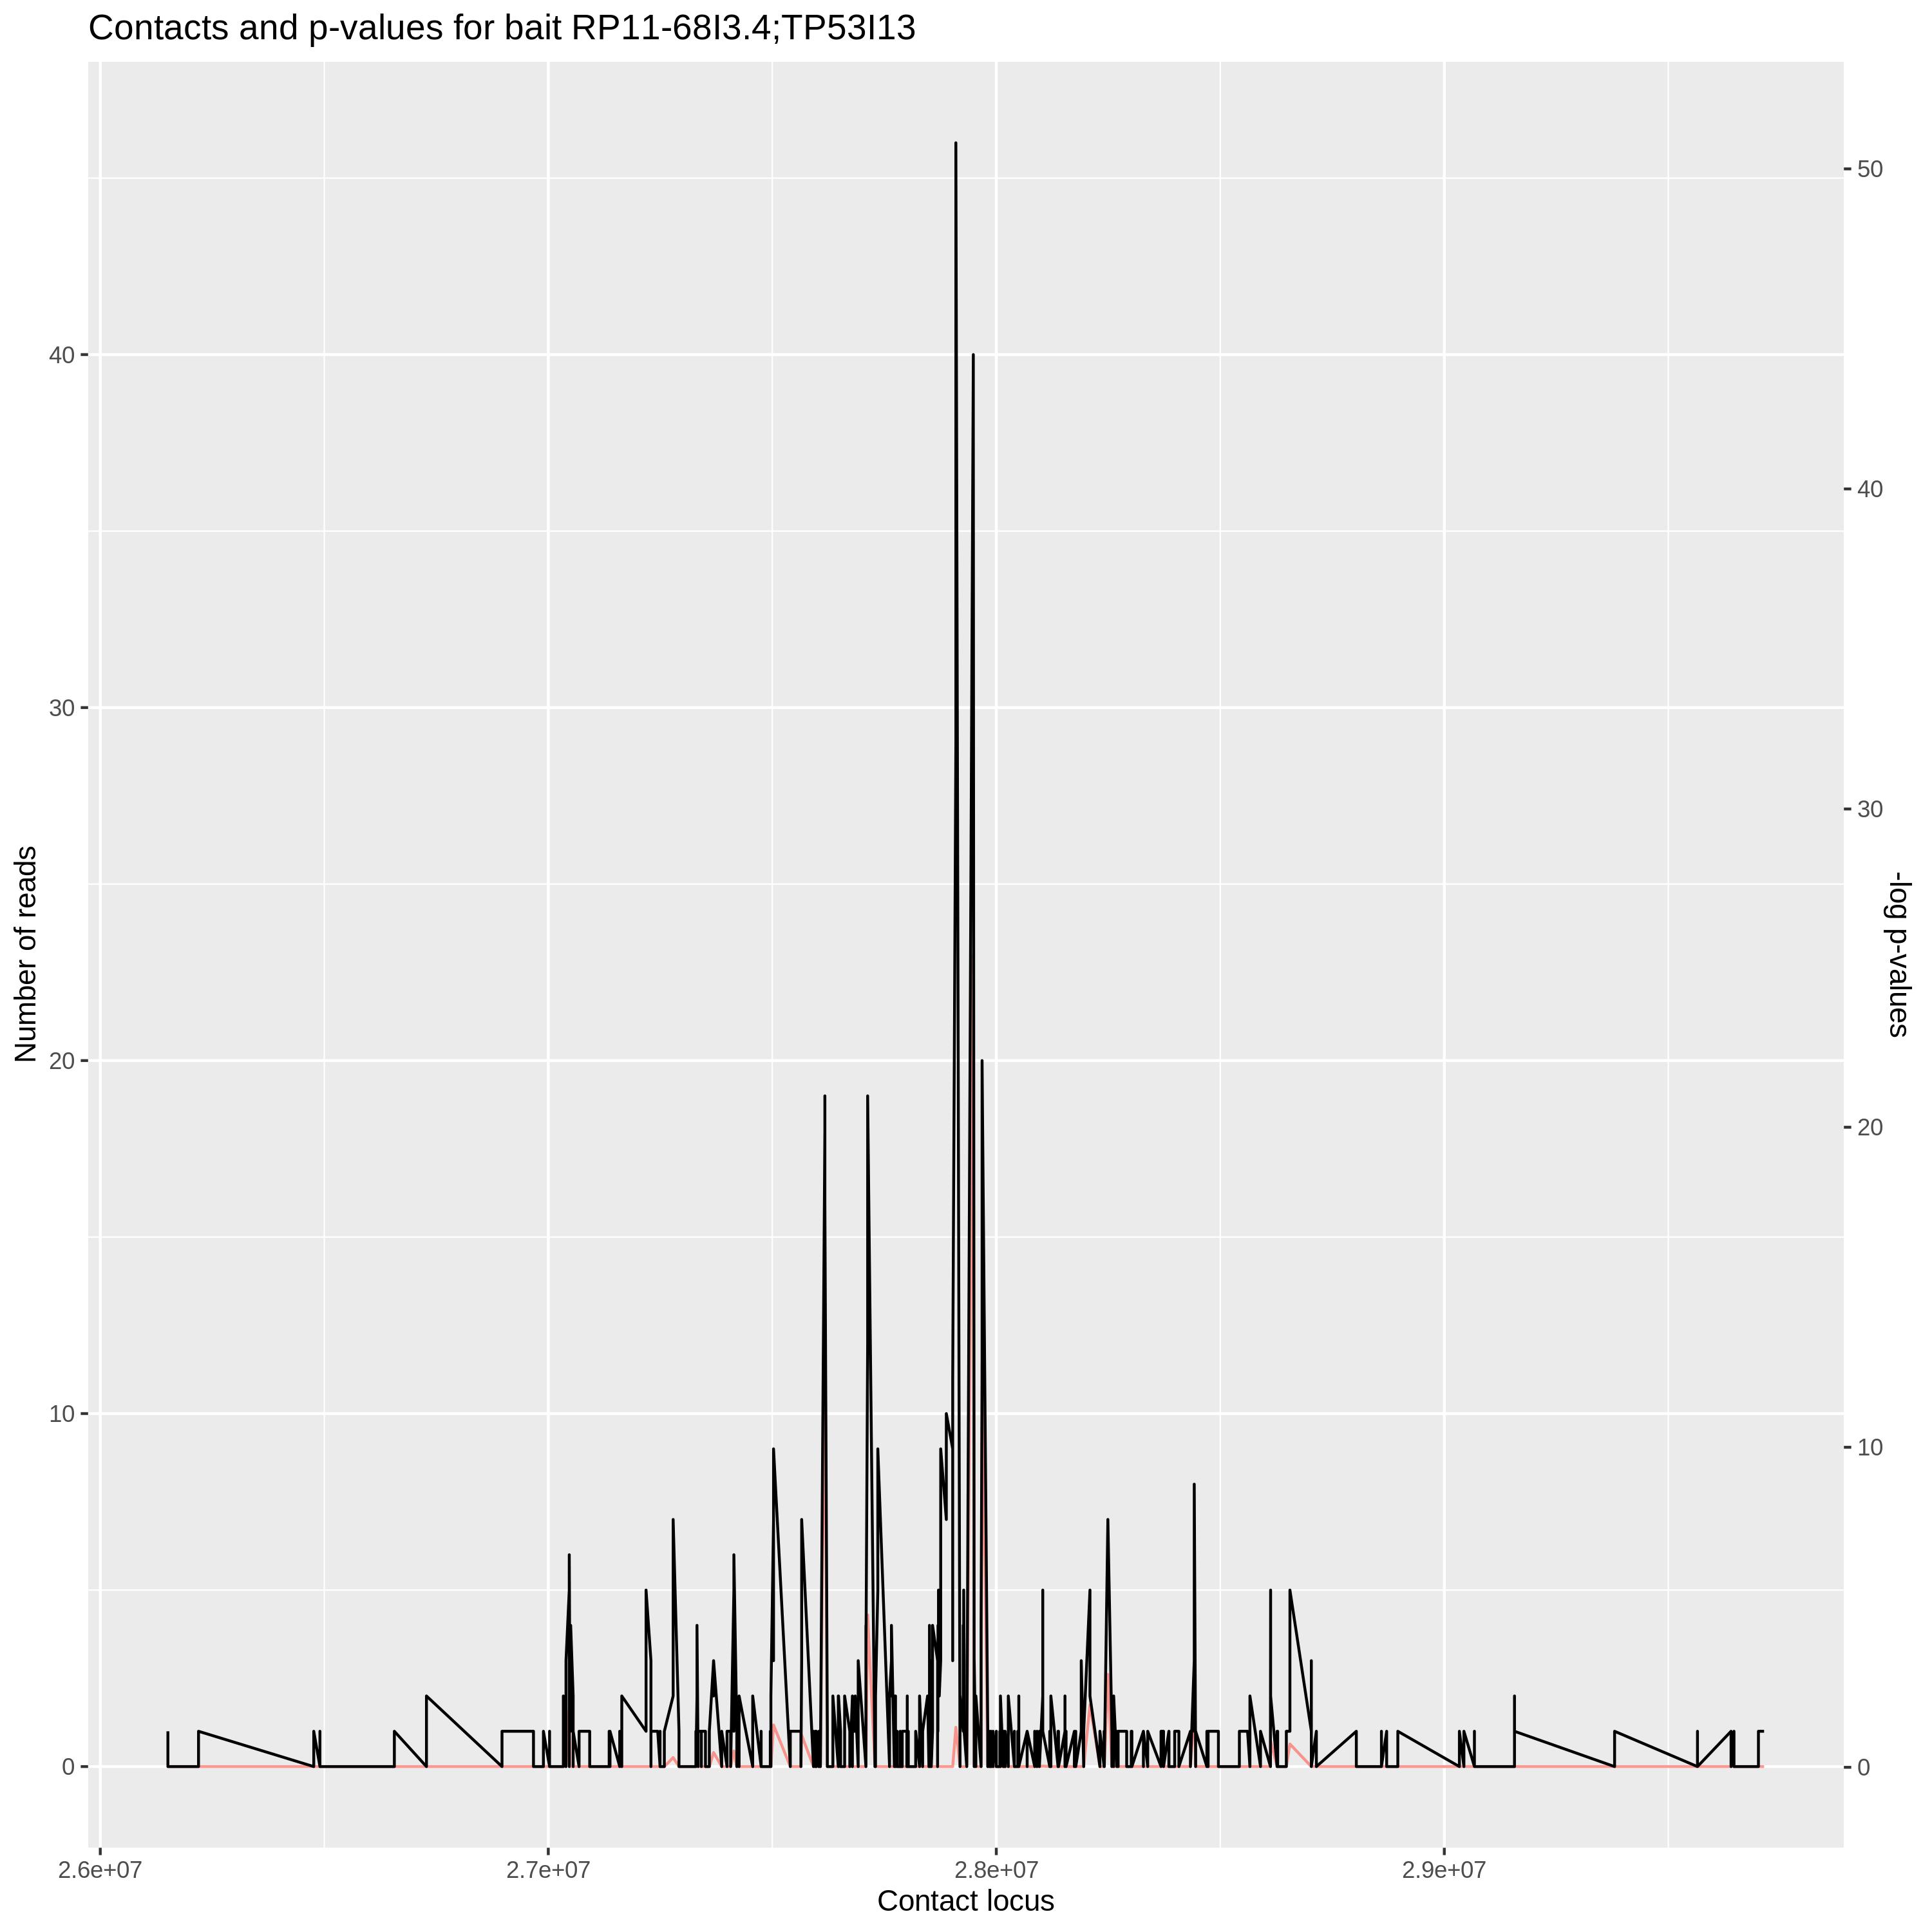 Contacts and p-values for bait RP11-68I3.4;TP53I13
Number of reads
40
30
20
10
0
50
40
30
20
10
0
-log p-values
2.6e+07 2.7e+07 2.8e+07 2.9e+07
Contact locus